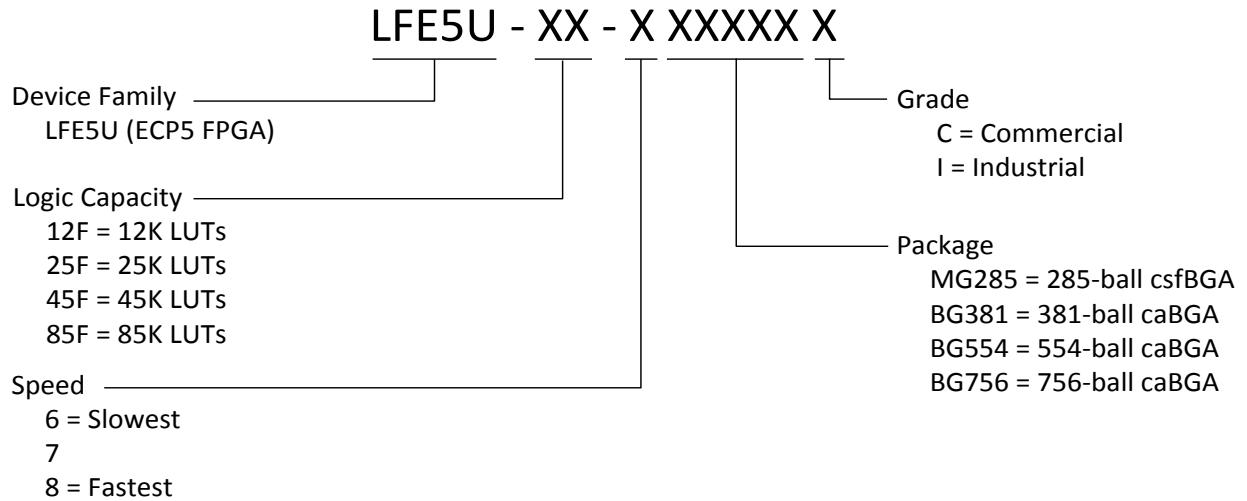 LFE5U - XX - X XXXXX X
Device Family
LFE5U (ECP5 FPGA)
Logic Capacity
12F = 12K LUTs
25F = 25K LUTs
45F = 45K LUTs
85F = 85K LUTs
Speed
6 = Slowest
7
8 = Fastest
Grade
C = Commercial
I = Industrial
Package
MG285 = 285-ball csfBGA
BG381 = 381-ball caBGA
BG554 = 554-ball caBGA
BG756 = 756-ball caBGA